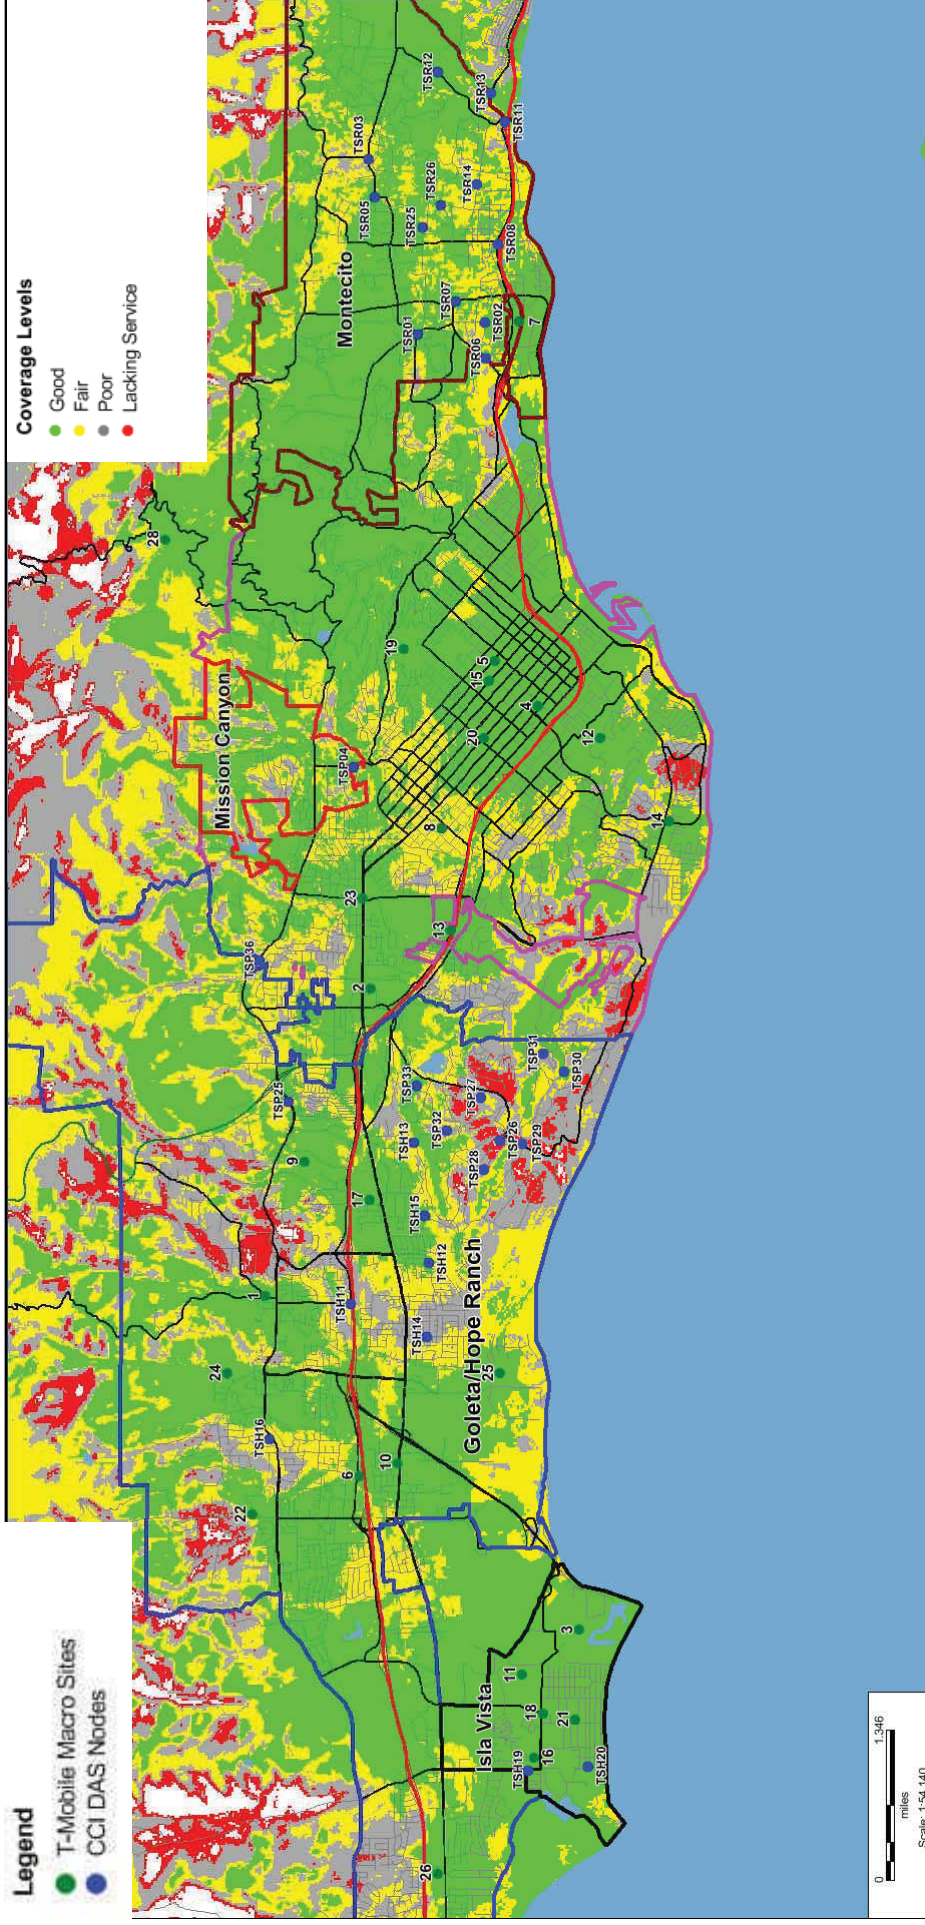 Legend
T-Mobile Macro Sites
CCI DAS Nodes
Coverage Levels
Good
Fair
Poor
Lacking Service
28
22
24
1
TSH16
9
TSP25
TSP36
Mission Canyon
TSP04
19
Montecito
TSR05
TSR03
TSR12
6
10
TSH11
17
2
23
13
8
20
15
5
4
12
14
TSR01
TSR07
TSR25
TSR26
TSR14
TSR06
TSR02
7
TSR08
TSR11
TSR13
TSH14
TSH12
TSH15
TSH13
TSP33
TSP32
TSP28
TSP27
TSP26
TSP29
TSP31
TSP30
Goleta/Hope Ranch
25
26
Isla Vista
TSH19
16
18
11
3
21
TSH20
0
1.346
miles
Scale: 1:54,140